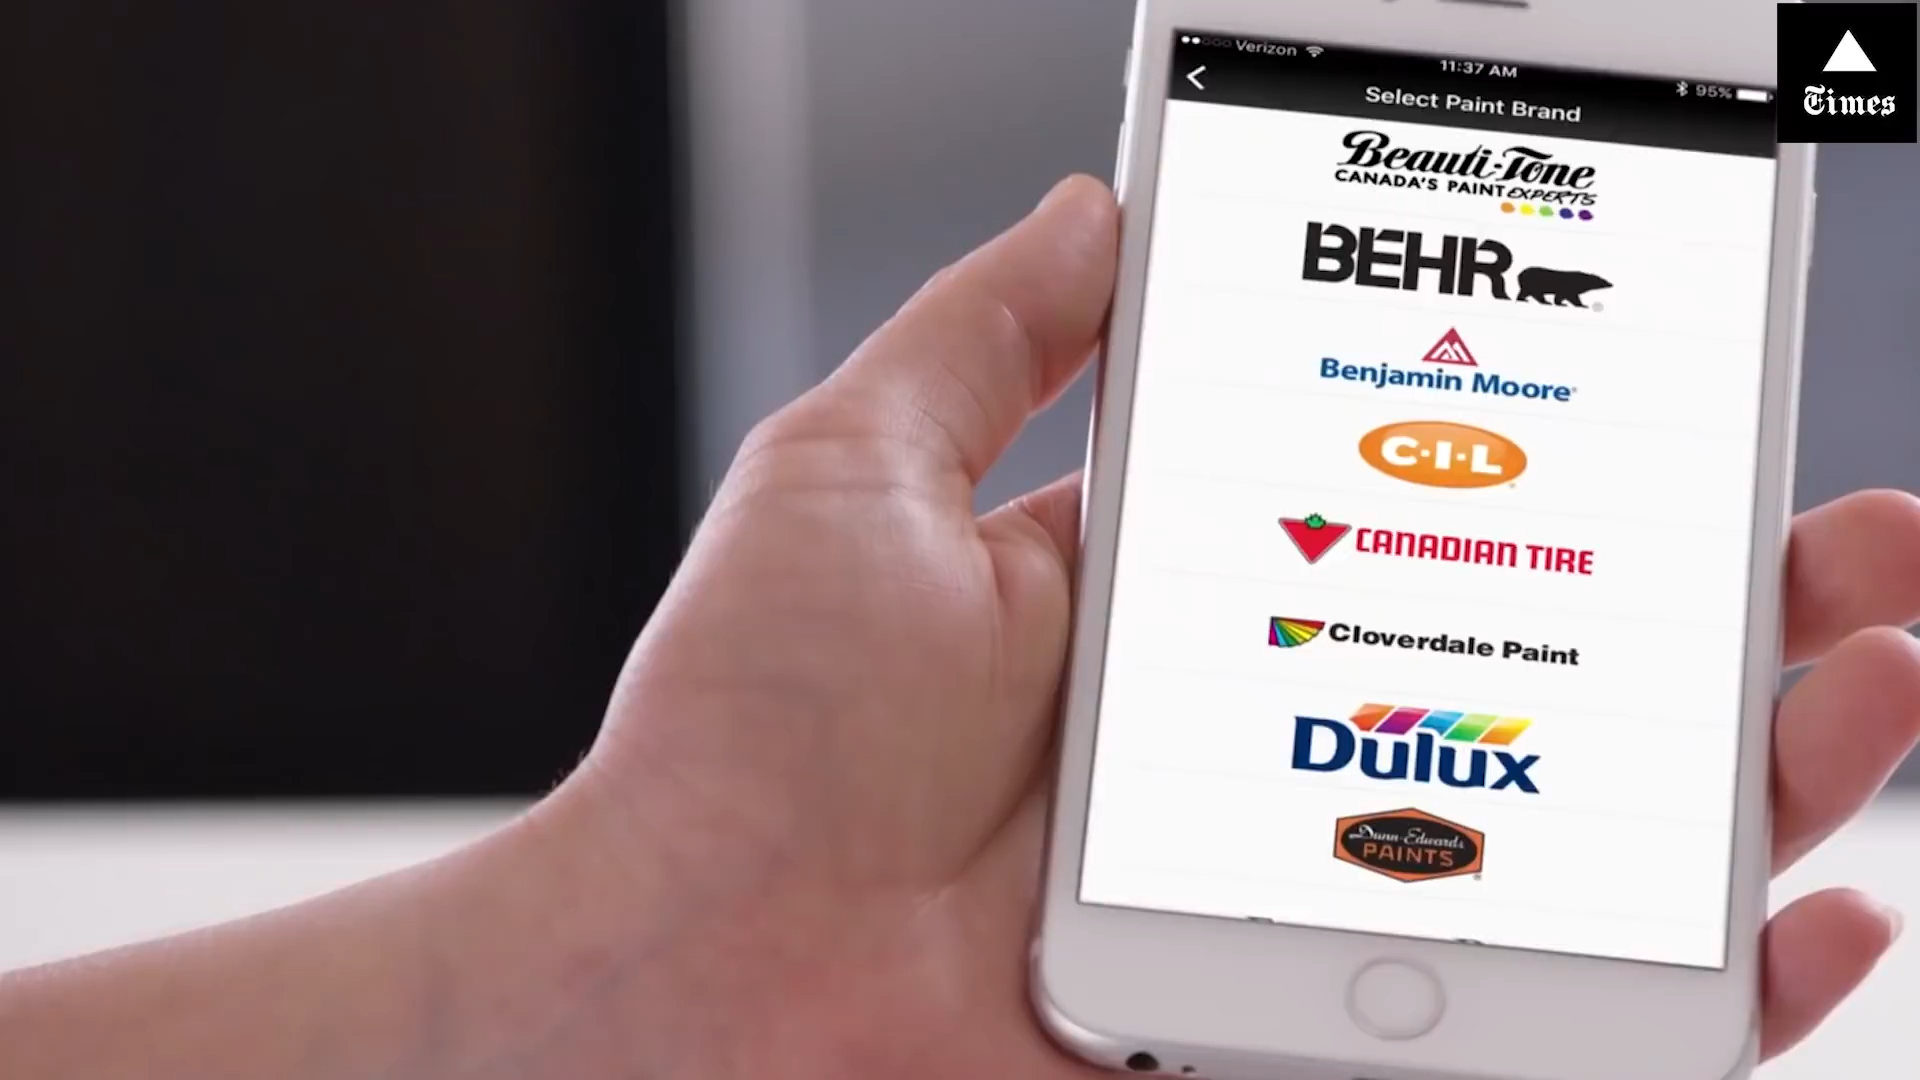 Verizon
11:37 AM
95%
Select Paint Brand
Times
Beauti-Tone
CANADA'S PAINT EXPERTS
BEHR
Benjamin Moore
C·I·L
CANADIAN TIRE
Cloverdale Paint
Dulux
Dunn-Edwards
PAINTS